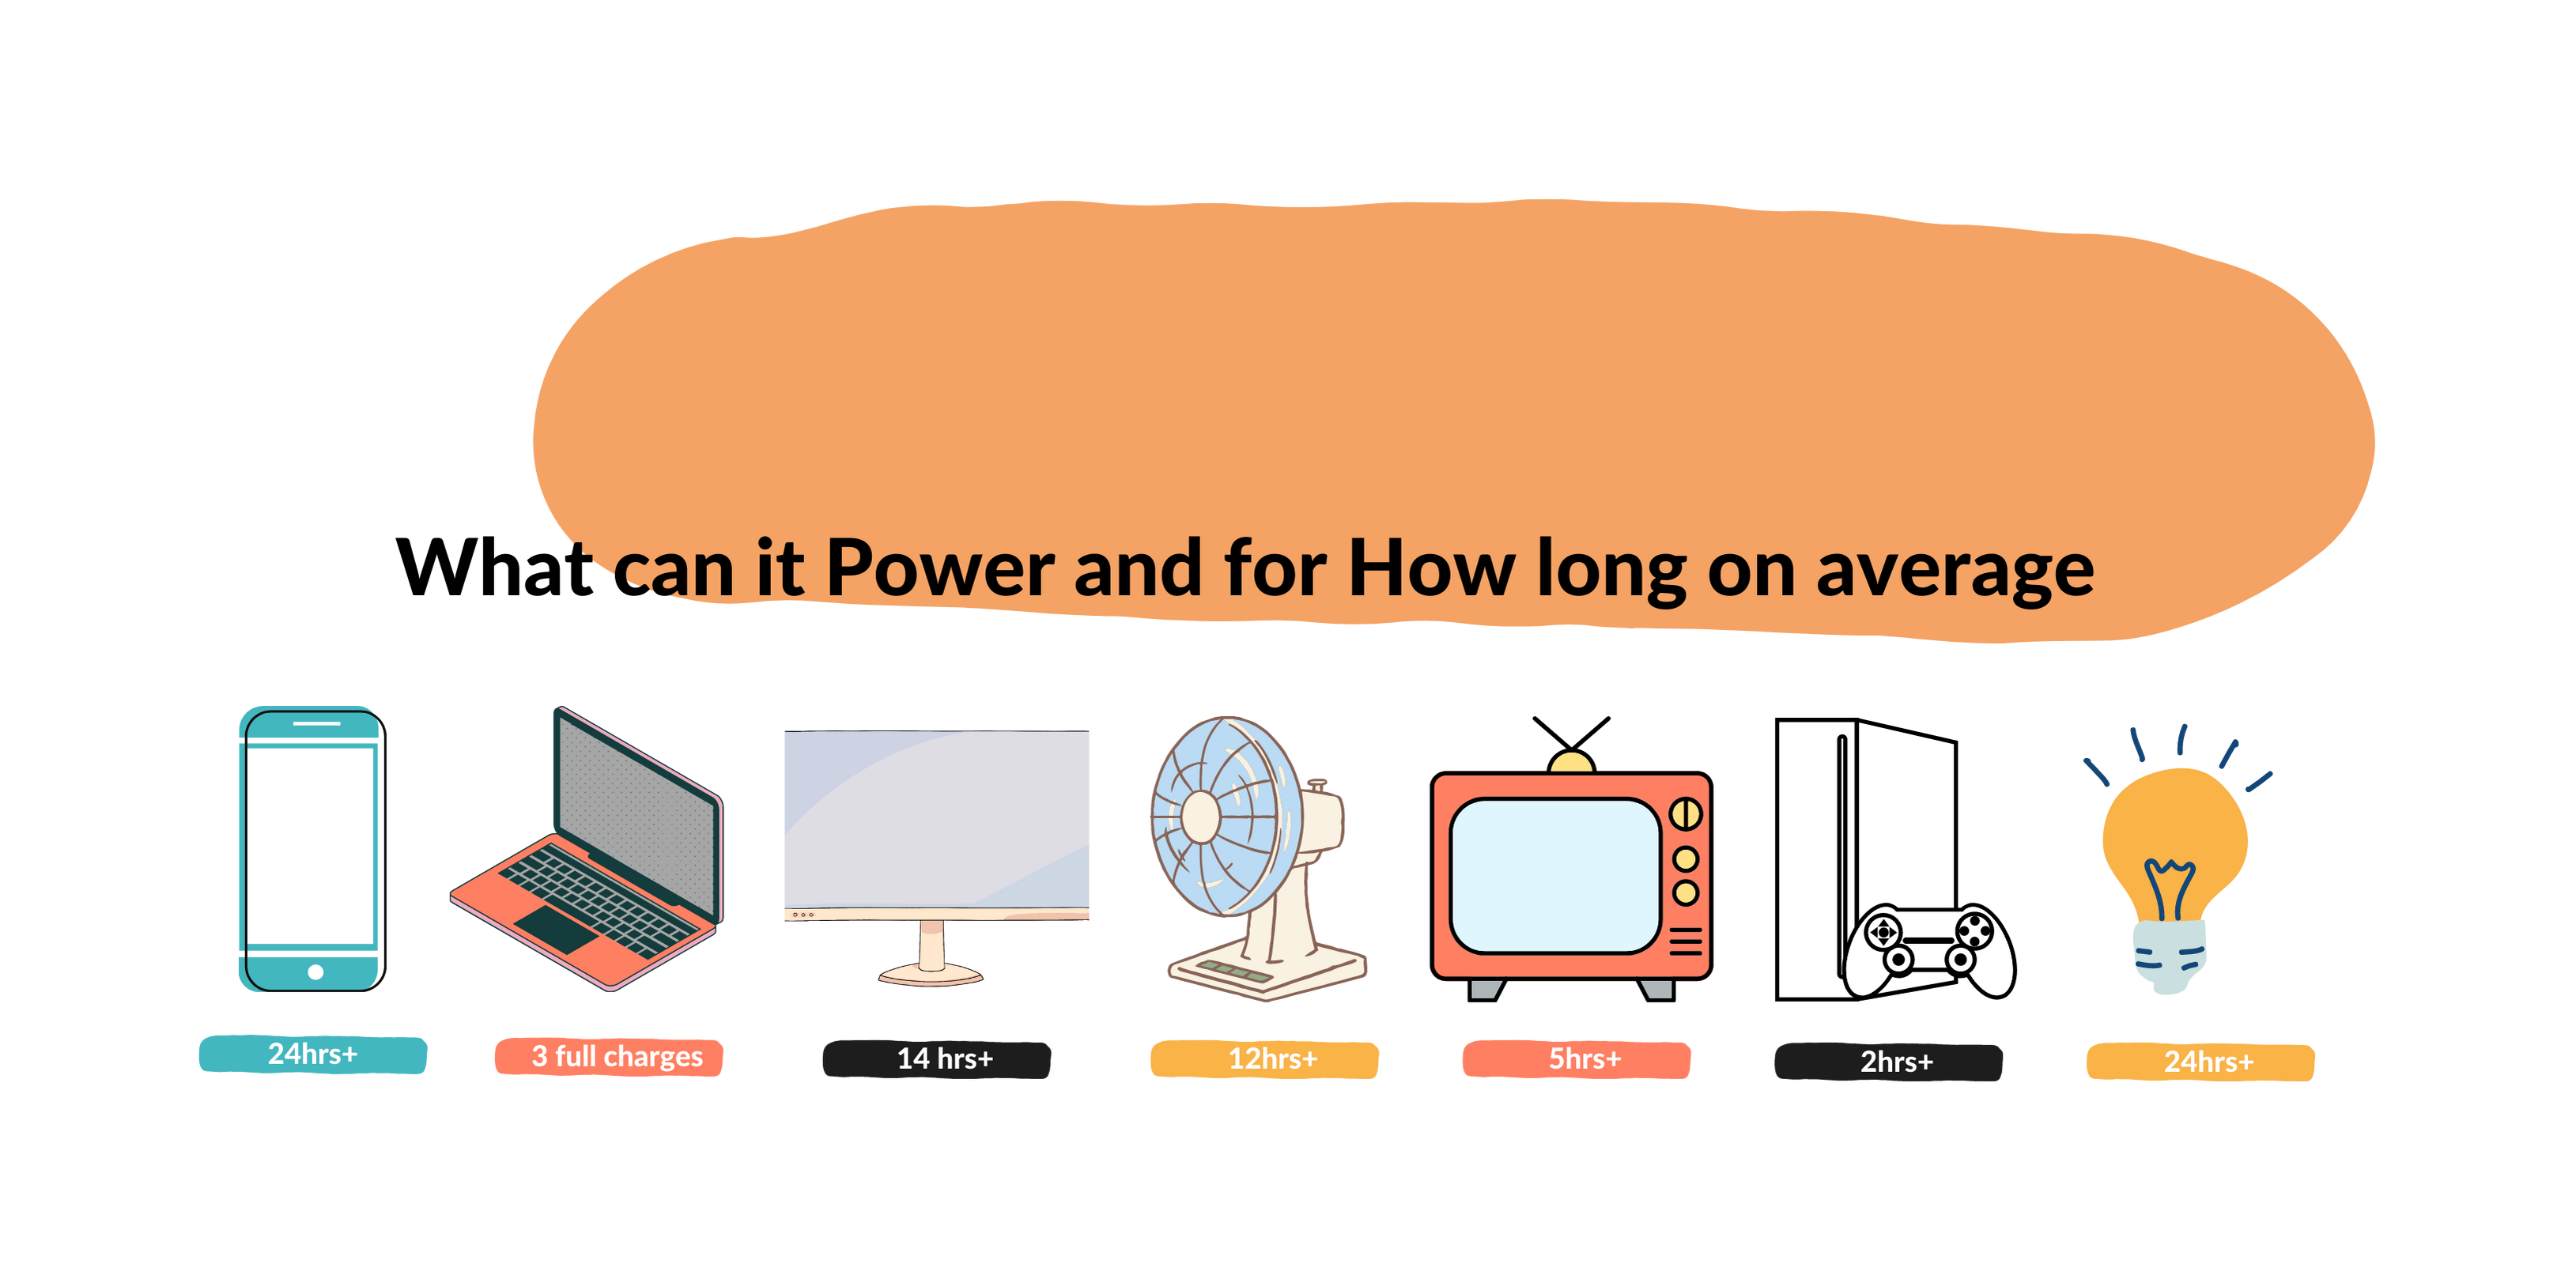 What can it Power and for How long on average
24hrs+
3 full charges
14 hrs+
12hrs+
5hrs+
2hrs+
24hrs+